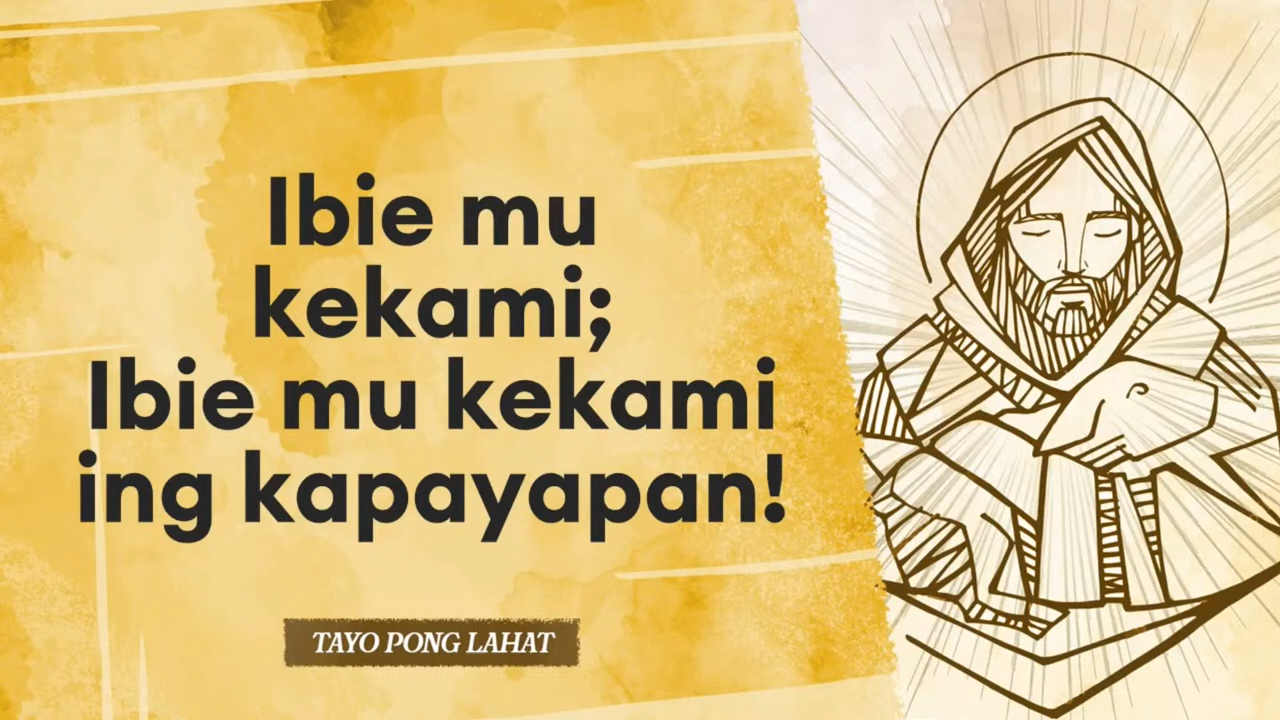 Ibie mu
kekami;
Ibie mu kekami
ing kapayapan!
TAYO PONG LAHAT